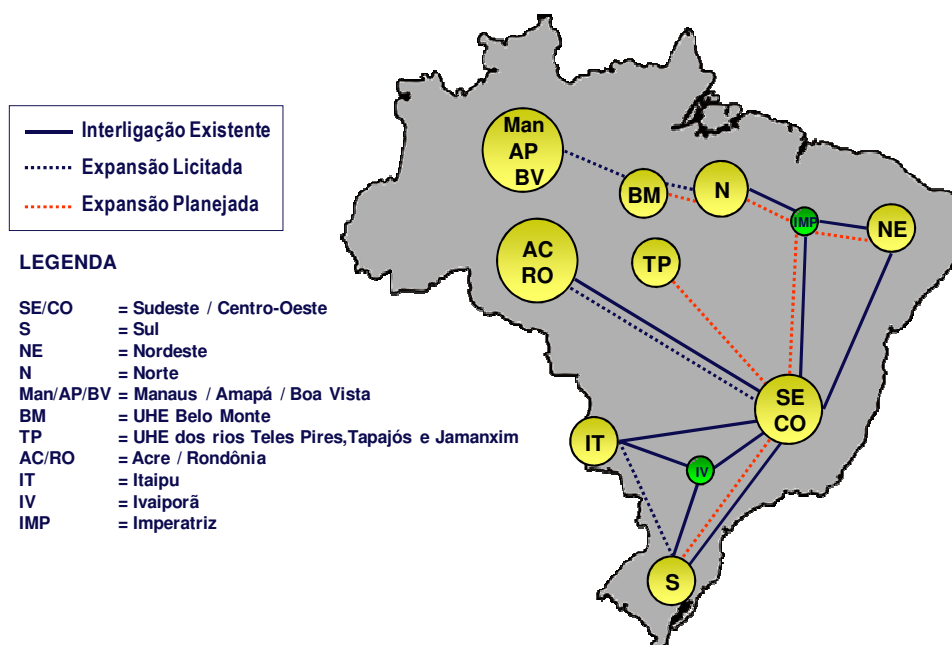 Interligação Existente
Expansão Licitada
Expansão Planejada
LEGENDA
SE/CO = Sudeste / Centro-Oeste
S = Sul
NE = Nordeste
N = Norte
Man/AP/BV = Manaus / Amapá / Boa Vista
BM = UHE Belo Monte
TP = UHE dos rios Teles Pires,Tapajós e Jamanxim
AC/RO = Acre / Rondônia
IT = Itaipu
IV = Ivaiporã
IMP = Imperatriz
Man
AP
BV
BM
N
IMP
NE
AC
RO
TP
SE
CO
IT
IV
S